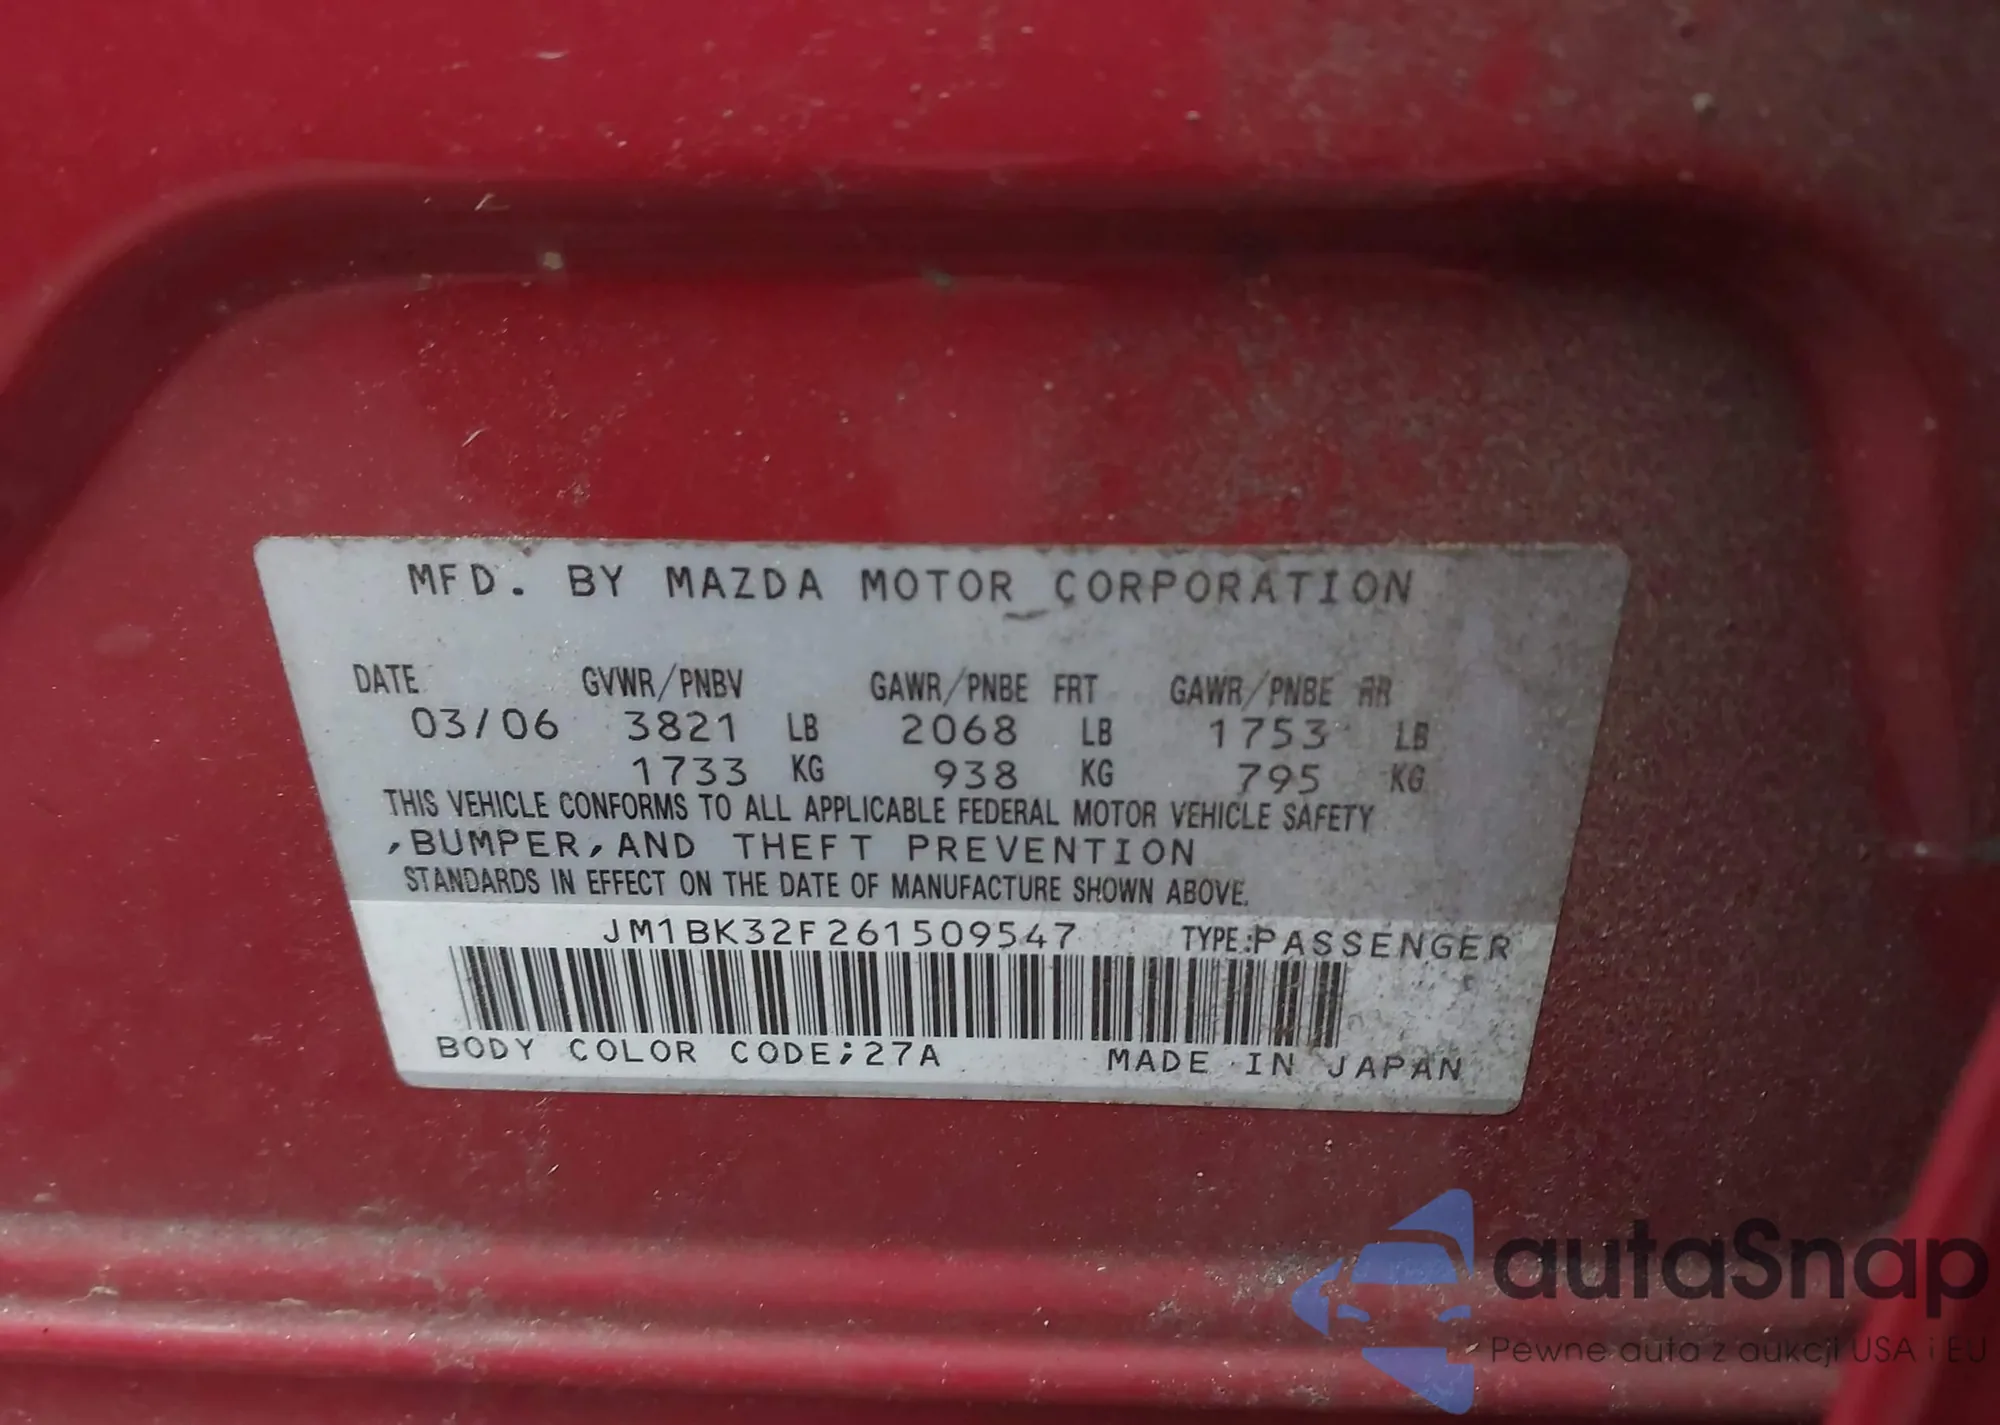 MFD. BY MAZDA MOTOR CORPORATION
DATE GVWR/PNBV GAWR/PNBE FRT GAWR/PNBE RR
03/06 3821 LB 2068 LB 1753 LB
1733 KG 938 KG 795 KG
THIS VEHICLE CONFORMS TO ALL APPLICABLE FEDERAL MOTOR VEHICLE SAFETY
,BUMPER,AND THEFT PREVENTION
STANDARDS IN EFFECT ON THE DATE OF MANUFACTURE SHOWN ABOVE.
JM1BK32F261509547 TYPE:PASSENGER
BODY COLOR CODE;27A MADE IN JAPAN
autaSnap
Pewne auta z aukcji USA i EU